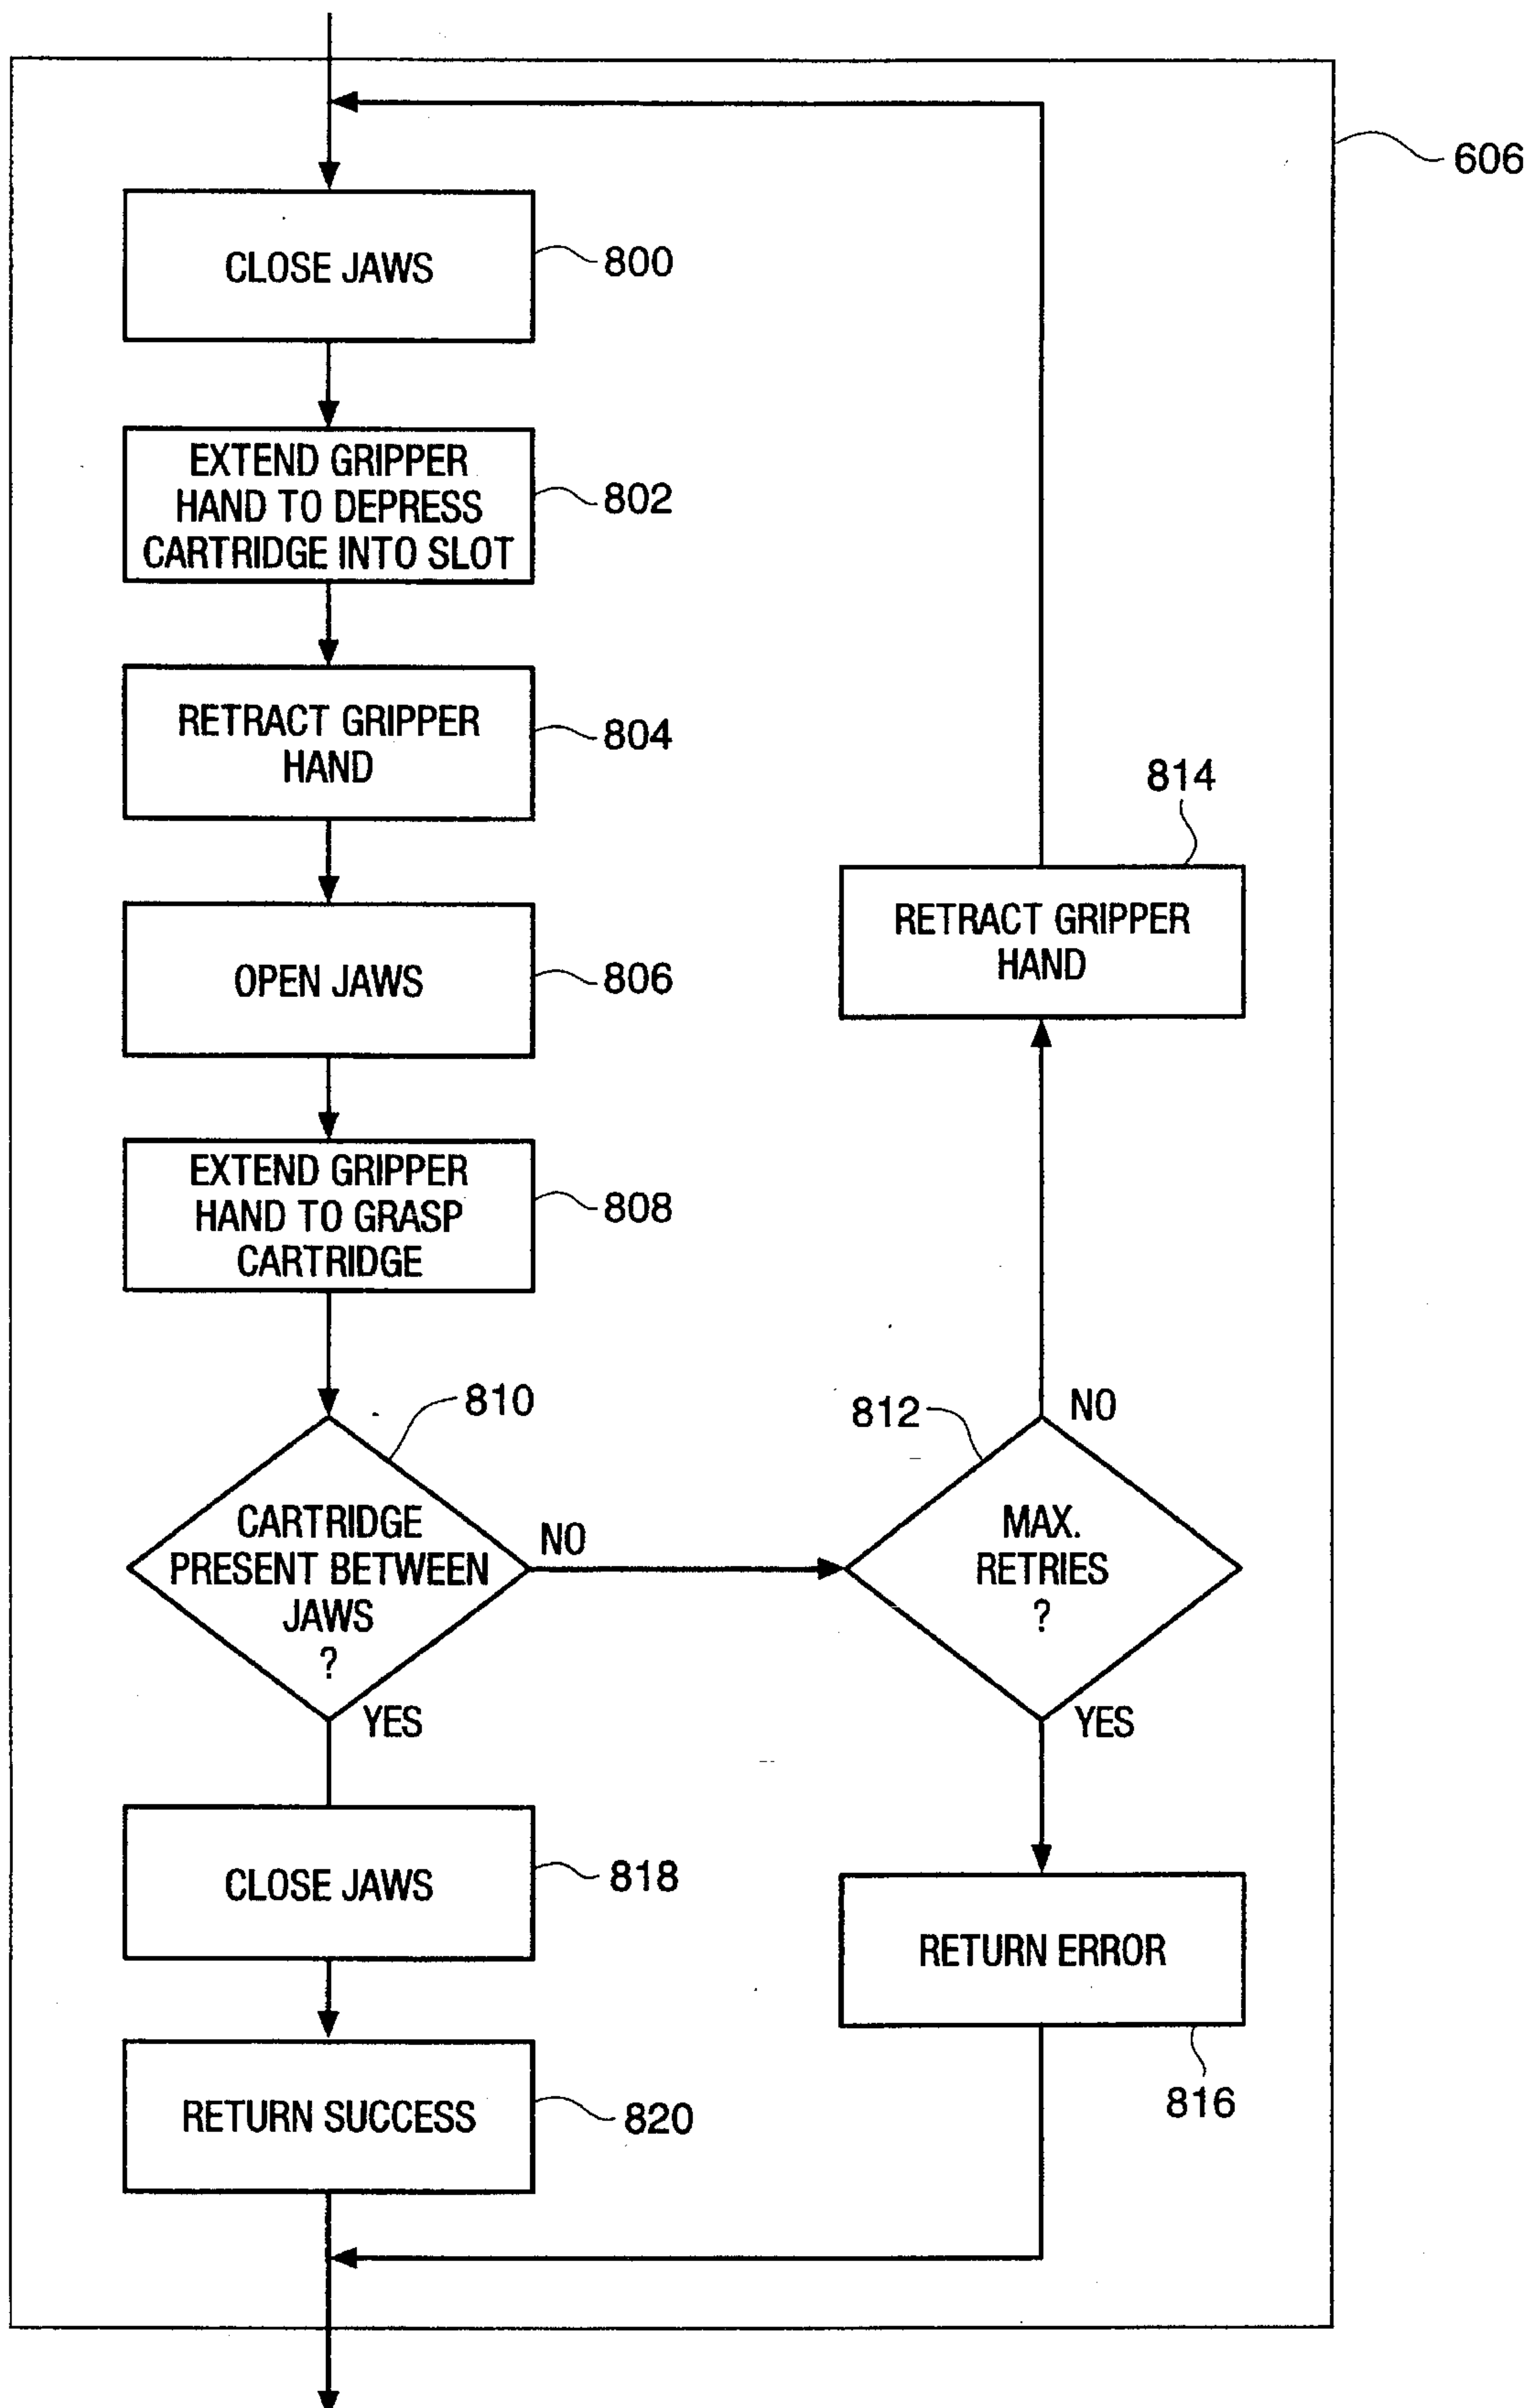 606
CLOSE JAWS
800
EXTEND GRIPPER
HAND TO DEPRESS
CARTRIDGE INTO SLOT
802
RETRACT GRIPPER
HAND
804
814
RETRACT GRIPPER
HAND
OPEN JAWS
806
EXTEND GRIPPER
HAND TO GRASP
CARTRIDGE
808
810
CARTRIDGE
PRESENT BETWEEN
JAWS
?
NO
YES
812
NO
MAX.
RETRIES
?
YES
CLOSE JAWS
818
RETURN ERROR
816
RETURN SUCCESS
820